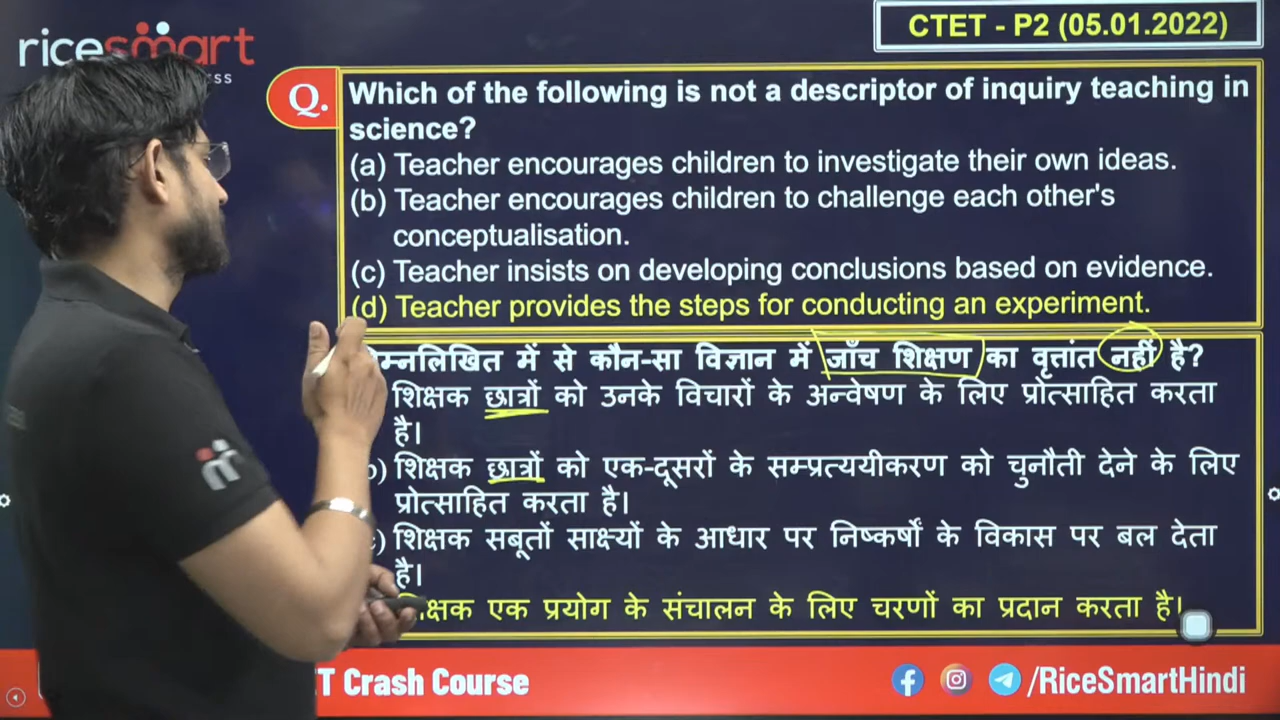 ricesmart
CTET - P2 (05.01.2022)
Q. Which of the following is not a descriptor of inquiry teaching in
science?
(a) Teacher encourages children to investigate their own ideas.
(b) Teacher encourages children to challenge each other's
conceptualisation.
(c) Teacher insists on developing conclusions based on evidence.
(d) Teacher provides the steps for conducting an experiment.
में से कौन-सा विज्ञान में जाँच शिक्षण का वृत्तांत नहीं है?
शिक्षक छात्रों को उनके विचारों के अन्वेषण के लिए प्रोत्साहित करता
है।
शिक्षक छात्रों को एक-दूसरों के सम्प्रत्ययीकरण को चुनौती देने के लिए
प्रोत्साहित करता है।
शिक्षक सबूतों साक्ष्यों के आधार पर निष्कर्षों के विकास पर बल देता
है।
एक प्रयोग के संचालन के लिए चरणों का प्रदान करता है।
Crash Course
/RiceSmartHindi